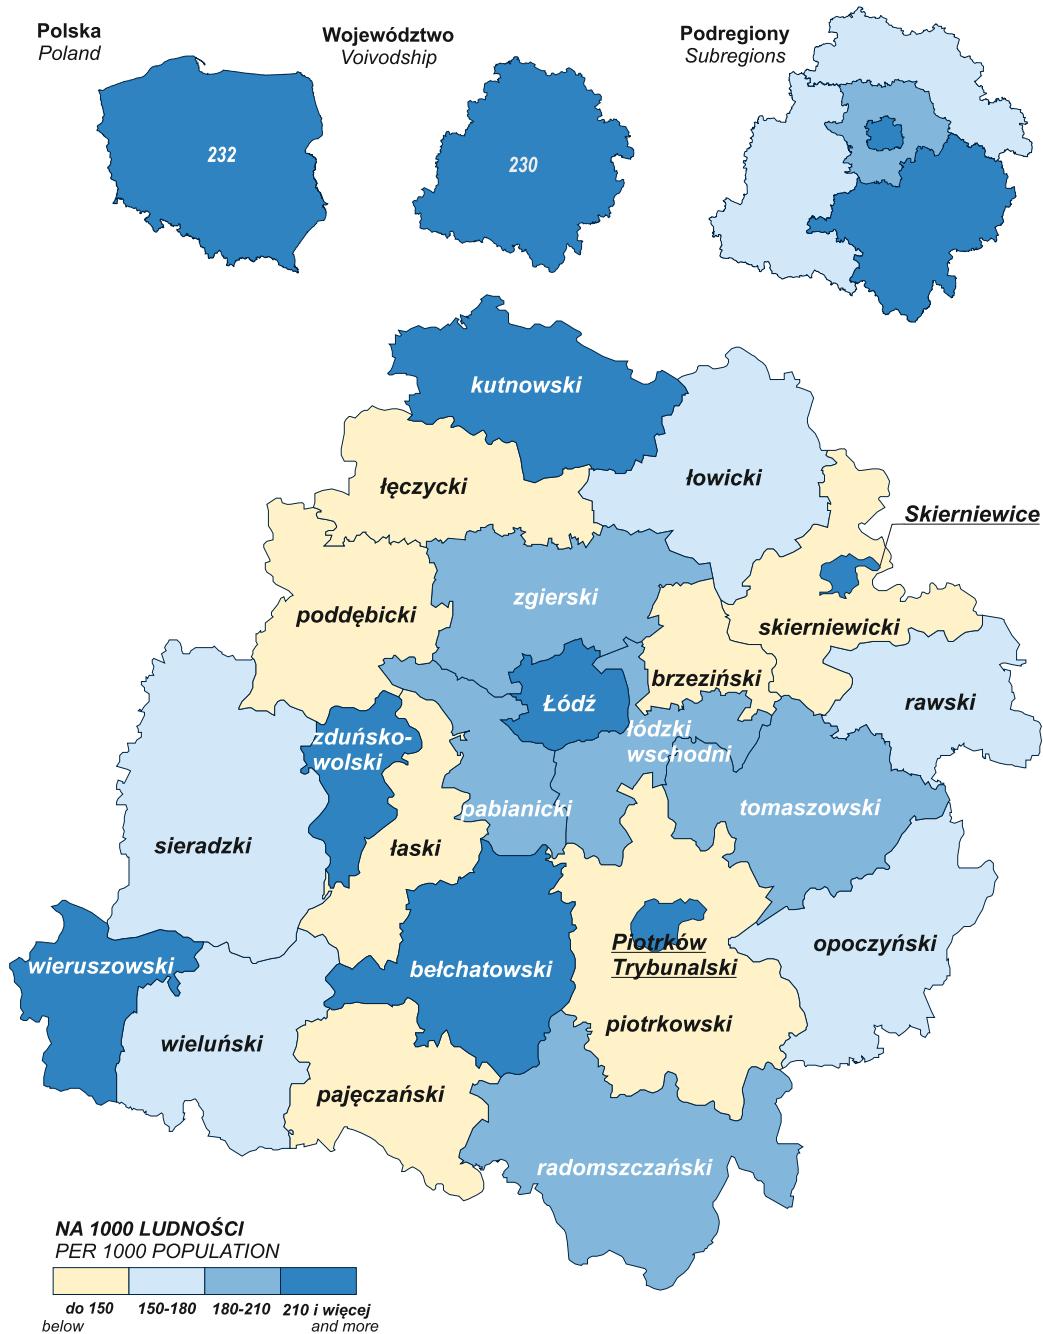 Polska
Poland
Województwo
Voivodship
Podregiony
Subregions
232
230
kutnowski
łęczycki
łowicki
Skierniewice
zgierski
poddębicki
skierniewicki
brzeziński
Łódź
rawski
zduńsko-
wolski
łódzki
wschodni
pabianicki
tomaszowski
sieradzki
łaski
wieruszowski
bełchatowski
Piotrków
Trybunalski
opoczyński
piotrkowski
wieluński
pajęczański
radomszczański
NA 1000 LUDNOŚCI
PER 1000 POPULATION
do 150 150-180 180-210 210 i więcej
below and more